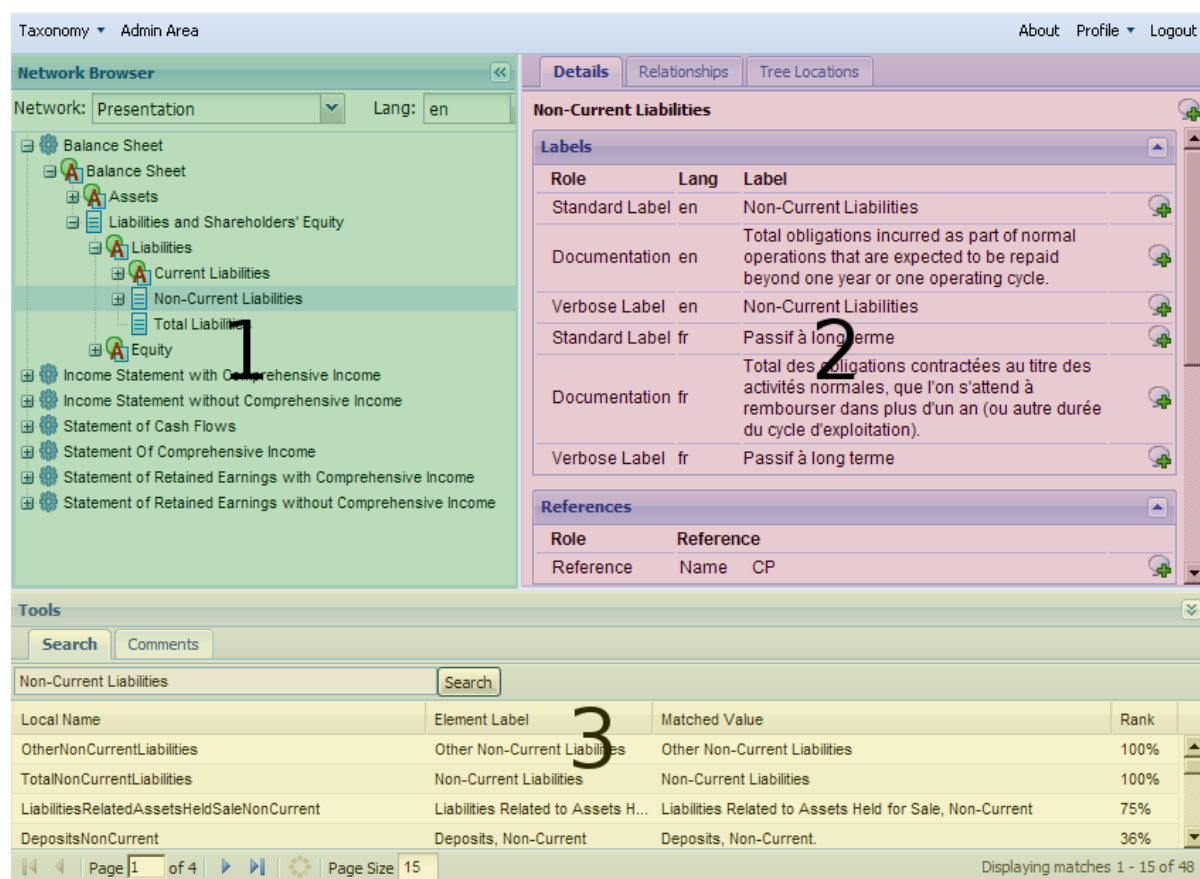 Taxonomy Admin Area About Profile Logout
Network Browser
Network: Presentation Lang: en
Balance Sheet
Balance Sheet
Assets
Liabilities and Shareholders' Equity
Liabilities
Current Liabilities
Non-Current Liabilities
Total Liabilities
Equity
Income Statement with Comprehensive Income
Income Statement without Comprehensive Income
Statement of Cash Flows
Statement Of Comprehensive Income
Statement of Retained Earnings with Comprehensive Income
Statement of Retained Earnings without Comprehensive Income
1
Details Relationships Tree Locations
Non-Current Liabilities
Labels
Role Lang Label
Standard Label en Non-Current Liabilities
Total obligations incurred as part of normal
Documentation en operations that are expected to be repaid
beyond one year or one operating cycle.
Verbose Label en Non-Current Liabilities
Standard Label fr Passif à long terme
Total des obligations contractées au titre des
activités normales, que l'on s'attend à
Documentation fr rembourser dans plus d'un an (ou autre durée
du cycle d'exploitation).
Verbose Label fr Passif à long terme
2
References
Role Reference
Reference Name CP
Tools
Search Comments
Non-Current Liabilities Search
Local Name Element Label Matched Value Rank
OtherNonCurrentLiabilities Other Non-Current Liabilities Other Non-Current Liabilities 100%
TotalNonCurrentLiabilities Non-Current Liabilities Non-Current Liabilities 100%
LiabilitiesRelatedAssetsHeldSaleNonCurrent Liabilities Related to Assets H... Liabilities Related to Assets Held for Sale, Non-Current 75%
DepositsNonCurrent Deposits, Non-Current Deposits, Non-Current. 36%
3
Page 1 of 4 Page Size 15 Displaying matches 1 - 15 of 48